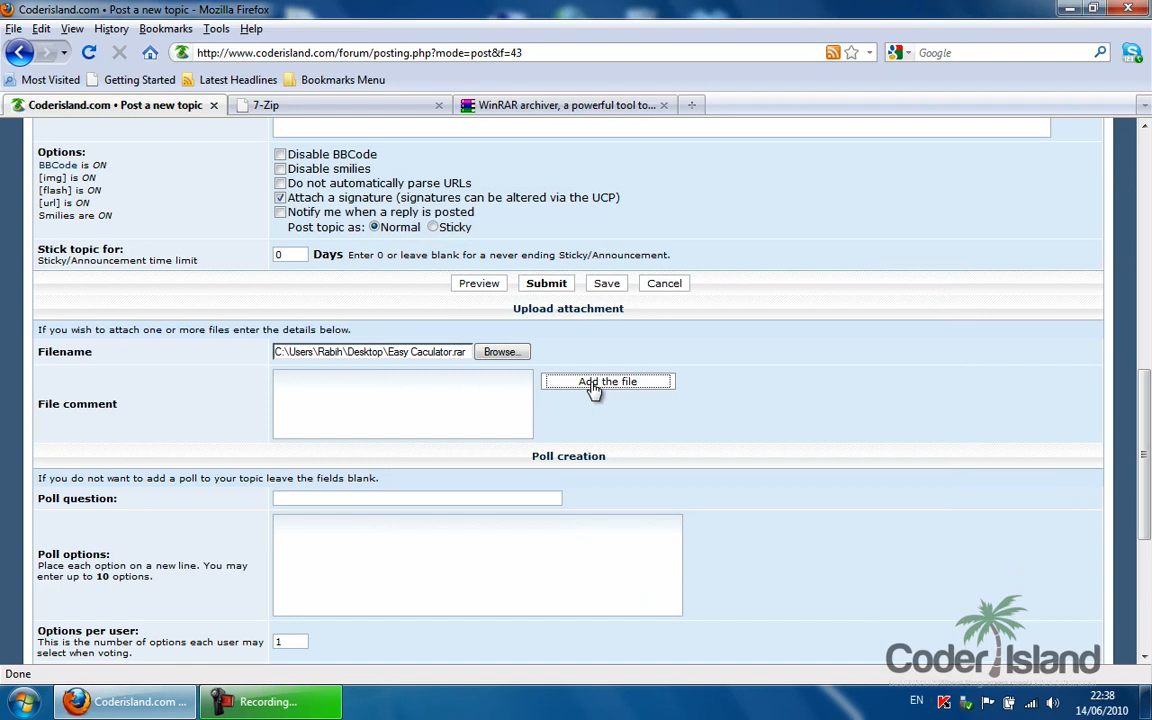 Coderisland.com • Post a new topic - Mozilla Firefox
File Edit View History Bookmarks Tools Help
http://www.coderisland.com/forum/posting.php?mode=post&f=43
Google
Most Visited Getting Started Latest Headlines Bookmarks Menu
Coderisland.com • Post a new topic
7-Zip
WinRAR archiver, a powerful tool to...
Options:
BBCode is ON
[img] is ON
[flash] is ON
[url] is ON
Smilies are ON
Disable BBCode
Disable smilies
Do not automatically parse URLs
Attach a signature (signatures can be altered via the UCP)
Notify me when a reply is posted
Post topic as: Normal Sticky
Stick topic for:
Sticky/Announcement time limit
0 Days Enter 0 or leave blank for a never ending Sticky/Announcement.
Preview Submit Save Cancel
Upload attachment
If you wish to attach one or more files enter the details below.
Filename
C:\Users\Rabih\Desktop\Easy Caculator.rar Browse...
Add the file
File comment
Poll creation
If you do not want to add a poll to your topic leave the fields blank.
Poll question:
Poll options:
Place each option on a new line. You may
enter up to 10 options.
Options per user:
This is the number of options each user may
select when voting.
1
Coder Island
Done
Coderisland.com ...
Recording...
EN
22:38
14/06/2010